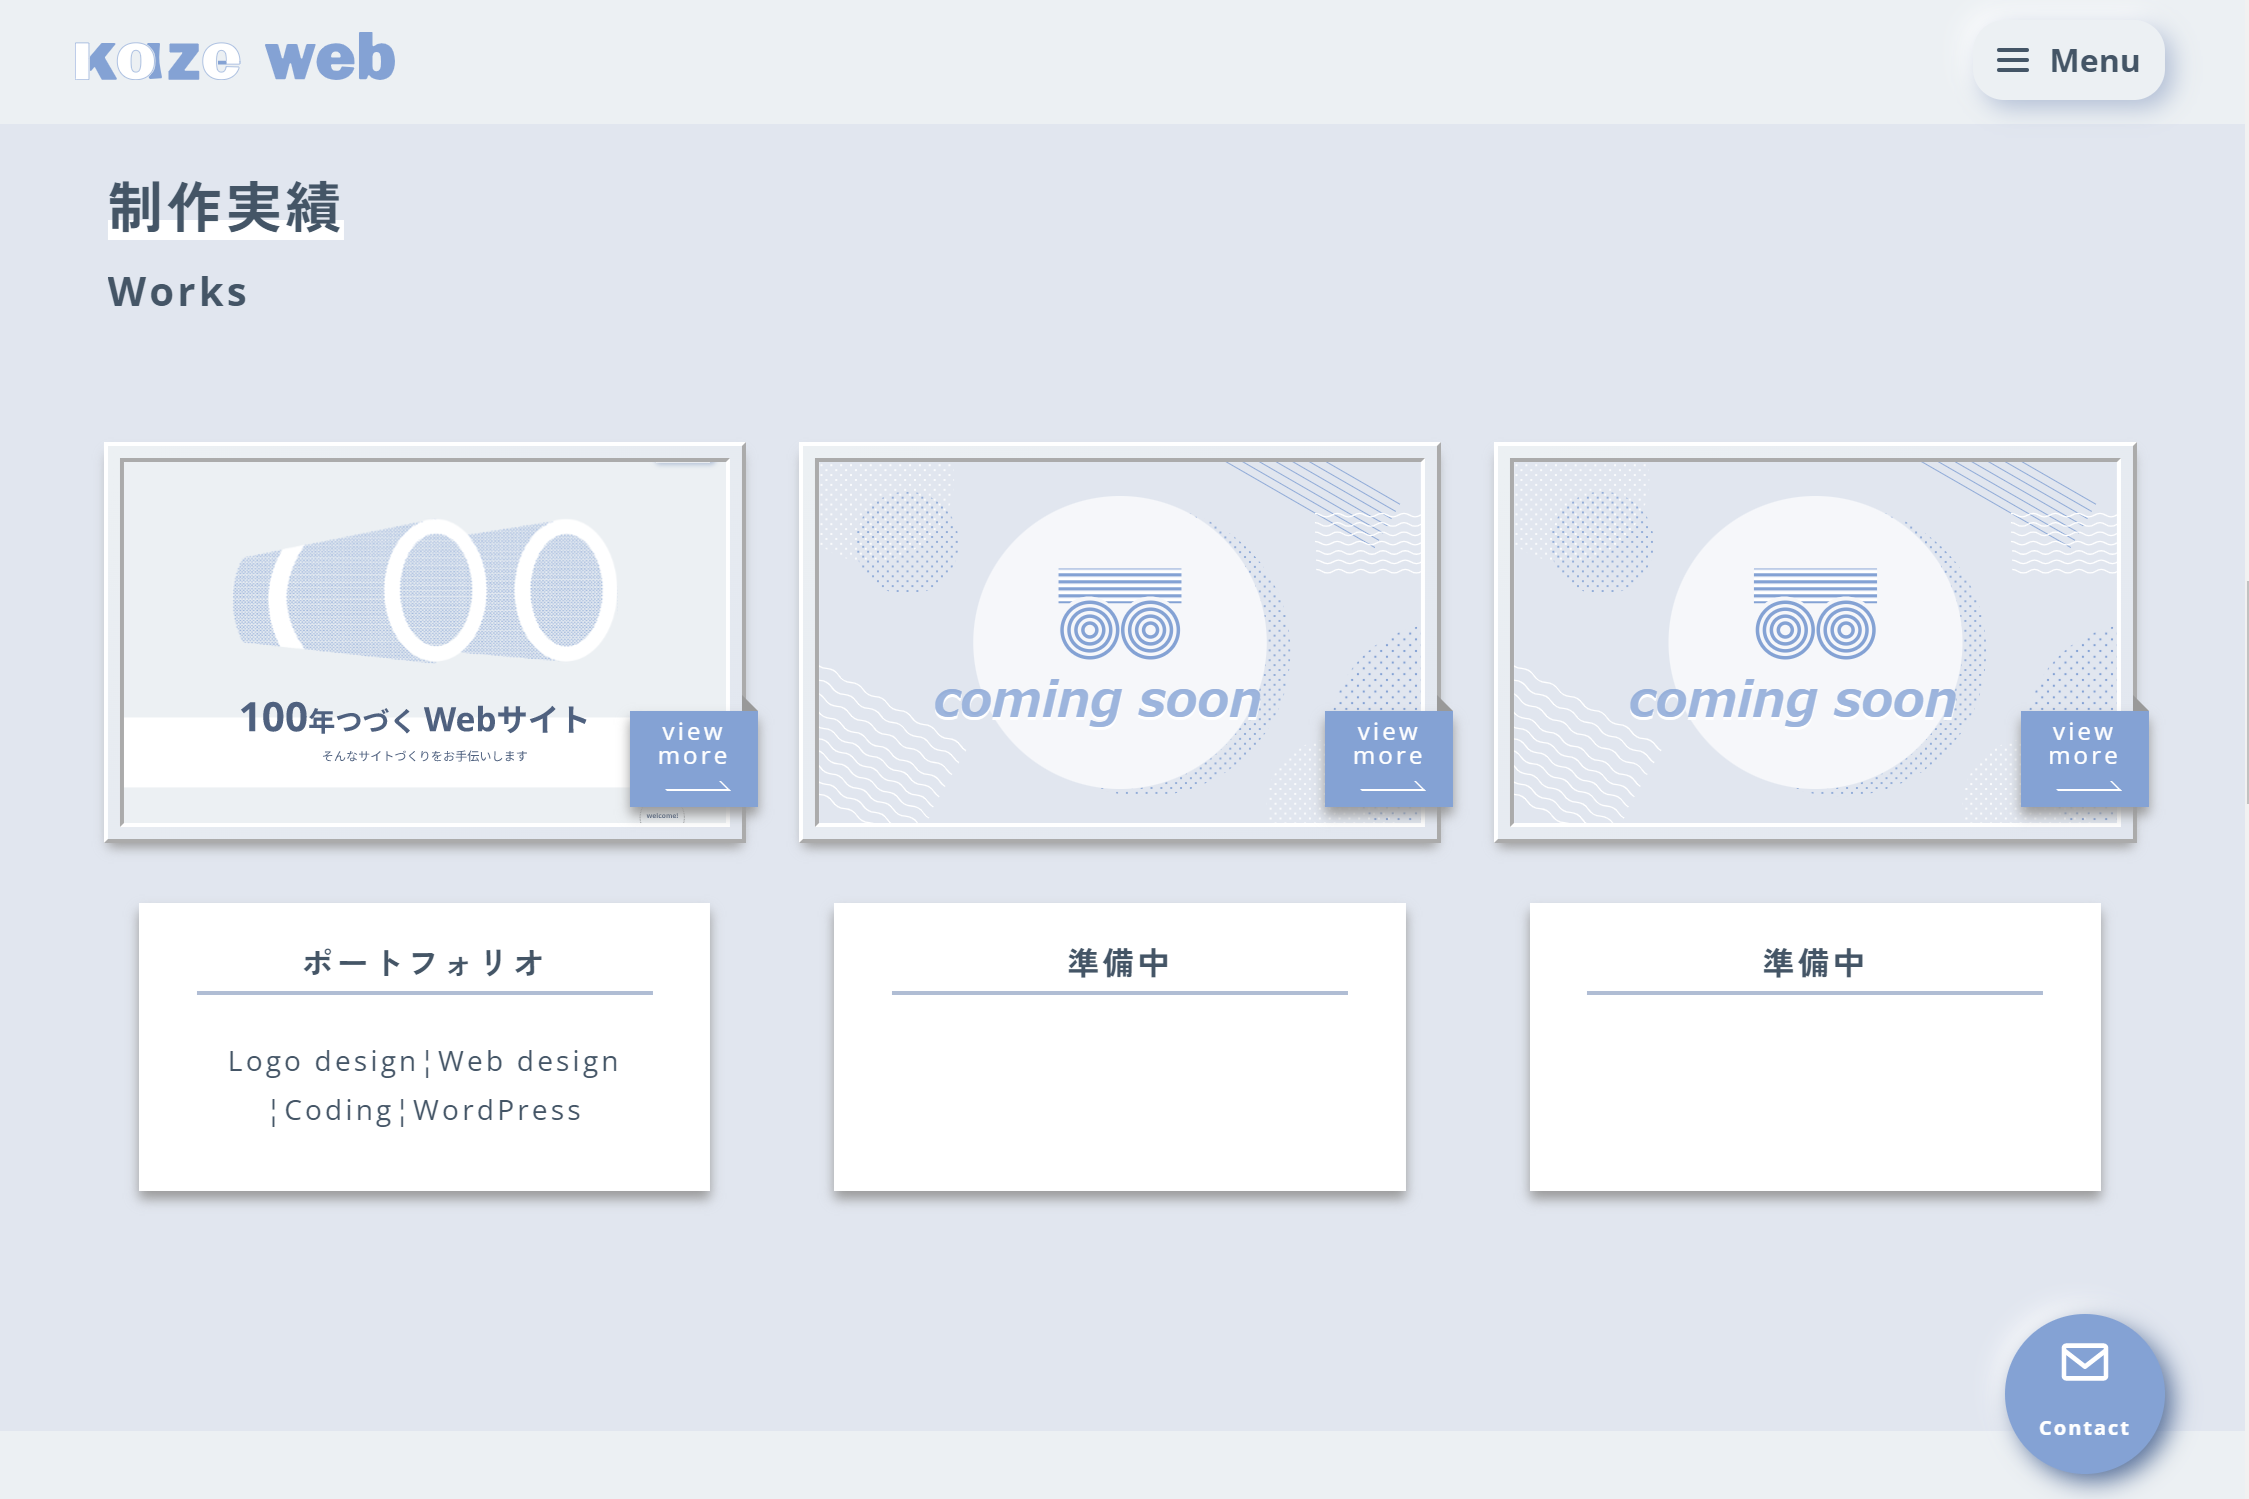 kaze web
Menu
制作実績
Works
100年つづく Webサイト
そんなサイトづくりをお手伝いします
welcome!
view
more
coming soon
view
more
coming soon
view
more
ポートフォリオ
Logo design¦Web design
¦Coding¦WordPress
準備中
準備中
Contact